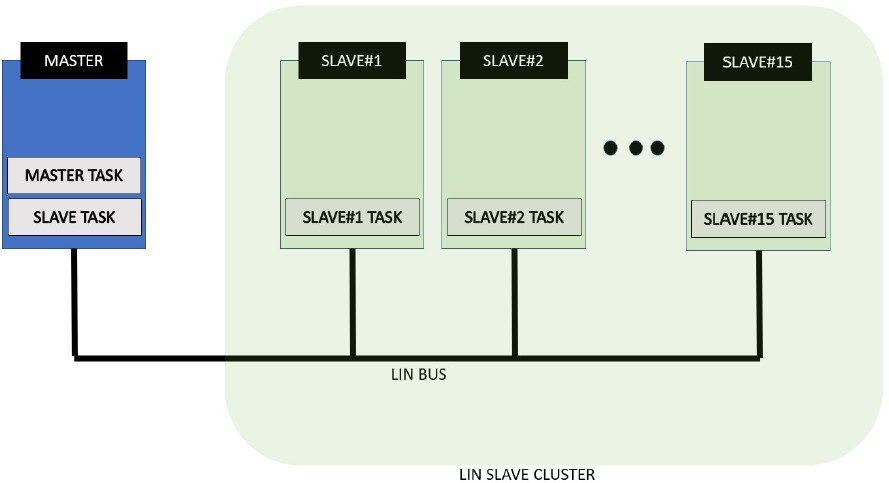 MASTER
SLAVE#1
SLAVE#2
SLAVE#15
MASTER TASK
SLAVE TASK
SLAVE#1 TASK
SLAVE#2 TASK
SLAVE#15 TASK
LIN BUS
LIN SLAVE CLUSTER